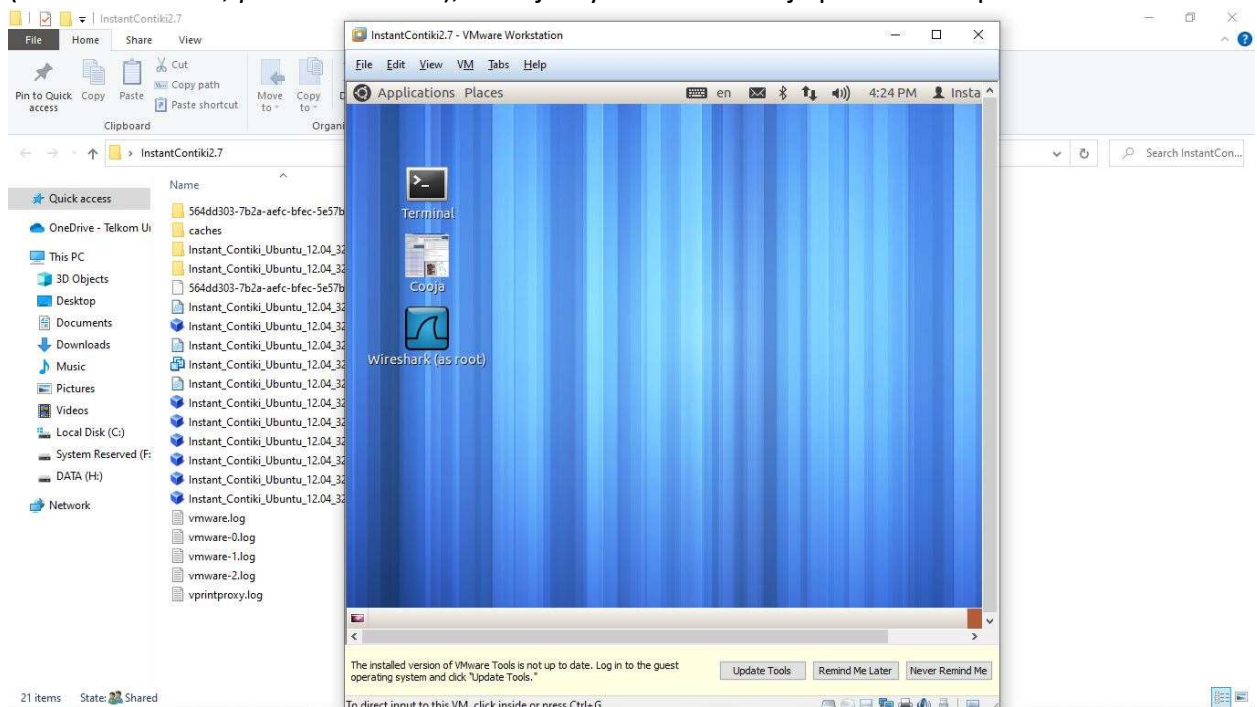 InstantContiki2.7
File Home Share View
Pin to Quick access
Copy
Paste
Cut
Copy path
Paste shortcut
Move to
Copy to
Clipboard
Organi
InstantContiki2.7
Search InstantCon...
Quick access
OneDrive - Telkom Un
This PC
3D Objects
Desktop
Documents
Downloads
Music
Pictures
Videos
Local Disk (C:)
System Reserved (F:
DATA (H:)
Network
Name
564dd303-7b2a-aefc-bfec-5e57b
caches
Instant_Contiki_Ubuntu_12.04_32
Instant_Contiki_Ubuntu_12.04_32
564dd303-7b2a-aefc-bfec-5e57b
Instant_Contiki_Ubuntu_12.04_32
Instant_Contiki_Ubuntu_12.04_32
Instant_Contiki_Ubuntu_12.04_32
Instant_Contiki_Ubuntu_12.04_32
Instant_Contiki_Ubuntu_12.04_32
Instant_Contiki_Ubuntu_12.04_32
Instant_Contiki_Ubuntu_12.04_32
Instant_Contiki_Ubuntu_12.04_32
Instant_Contiki_Ubuntu_12.04_32
Instant_Contiki_Ubuntu_12.04_32
Instant_Contiki_Ubuntu_12.04_32
vmware.log
vmware-0.log
vmware-1.log
vmware-2.log
vprintproxy.log
21 items State: Shared
InstantContiki2.7 - VMware Workstation
File Edit View VM Tabs Help
Applications Places en 4:24 PM Insta
Terminal
Cooja
Wireshark (as root)
The installed version of VMware Tools is not up to date. Log in to the guest
operating system and click "Update Tools."
Update Tools
Remind Me Later
Never Remind Me
To direct input to this VM, click inside or press Ctrl+G.